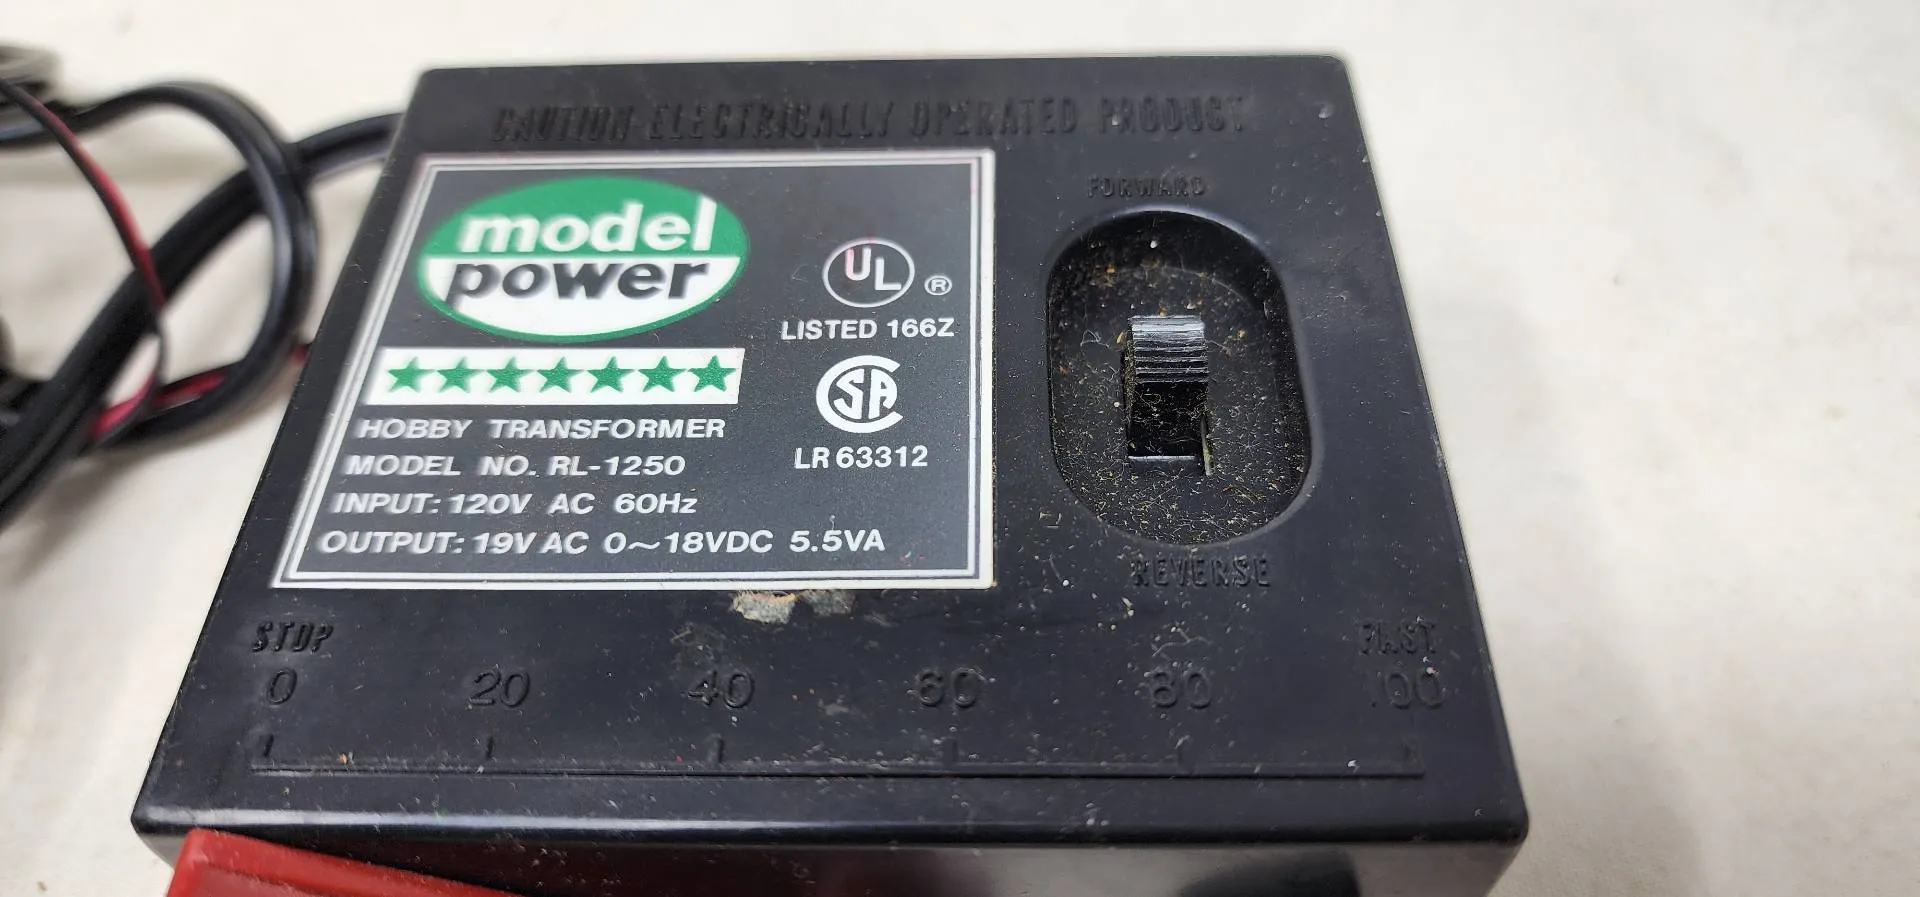 CAUTION-ELECTRICALLY OPERATED PRODUCT
model
power
UL ®
LISTED 166Z
CSA
LR 63312
HOBBY TRANSFORMER
MODEL NO. RL-1250
INPUT: 120V AC 60Hz
OUTPUT: 19V AC 0~18VDC 5.5VA
FORWARD
REVERSE
STOP FAST
0 20 40 60 80 100